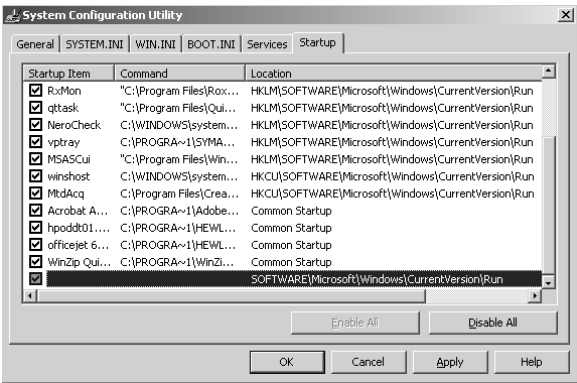 System Configuration Utility
General SYSTEM.INI WIN.INI BOOT.INI Services Startup
Startup Item Command Location
RxMon "C:\Program Files\Rox... HKLM\SOFTWARE\Microsoft\Windows\CurrentVersion\Run
qttask "C:\Program Files\Qui... HKLM\SOFTWARE\Microsoft\Windows\CurrentVersion\Run
NeroCheck C:\WINDOWS\system... HKLM\SOFTWARE\Microsoft\Windows\CurrentVersion\Run
vptray C:\PROGRA~1\SYMA... HKLM\SOFTWARE\Microsoft\Windows\CurrentVersion\Run
MSASCui "C:\Program Files\Win... HKLM\SOFTWARE\Microsoft\Windows\CurrentVersion\Run
winshost C:\WINDOWS\system... HKCU\SOFTWARE\Microsoft\Windows\CurrentVersion\Run
MtdAcq C:\Program Files\Crea... HKCU\SOFTWARE\Microsoft\Windows\CurrentVersion\Run
Acrobat A... C:\PROGRA~1\Adobe... Common Startup
hpoddt01.... C:\PROGRA~1\HEWL... Common Startup
officejet 6... C:\PROGRA~1\HEWL... Common Startup
WinZip Qui... C:\PROGRA~1\WinZi... Common Startup
SOFTWARE\Microsoft\Windows\CurrentVersion\Run
Enable All Disable All
OK Cancel Apply Help